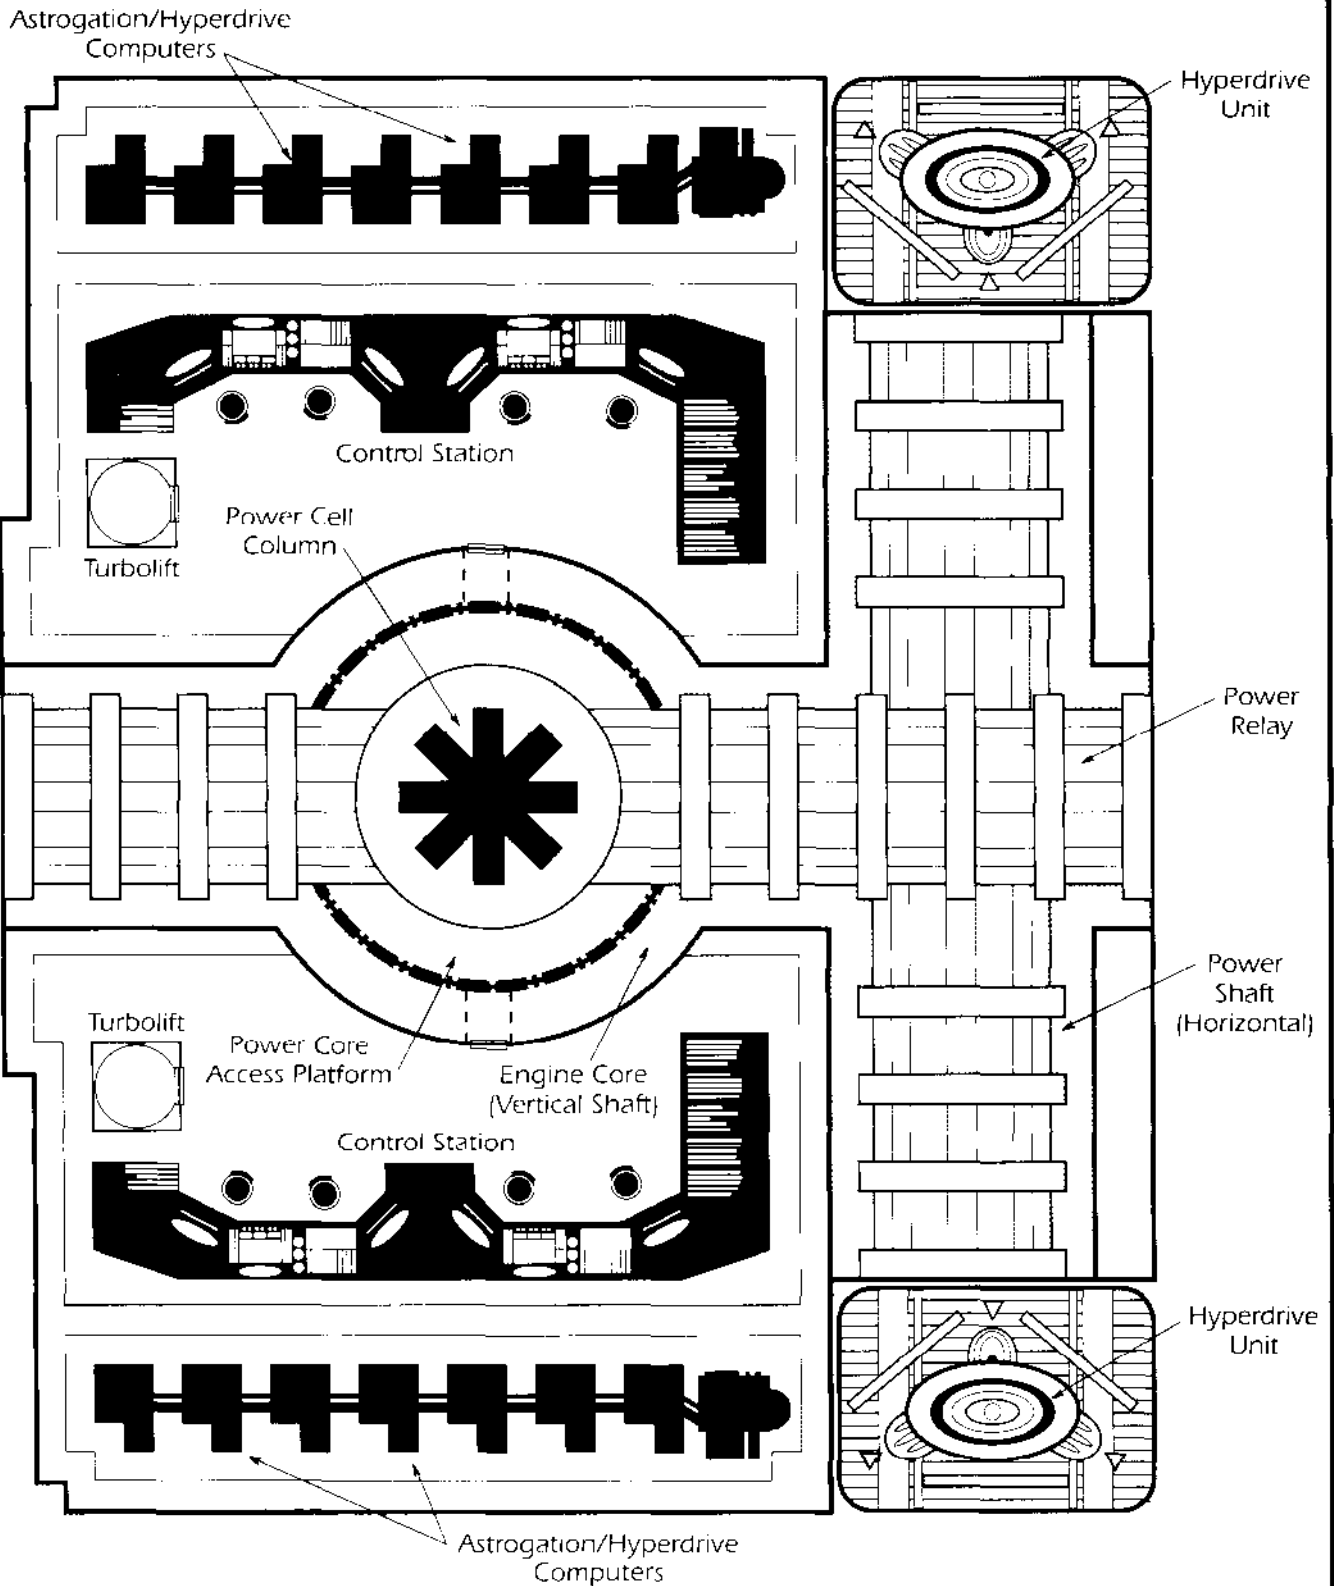 Astrogation/Hyperdrive
Computers
Hyperdrive
Unit
Control Station
Power Cell
Column
Turbolift
Power
Relay
Power
Shaft
(Horizontal)
Turbolift
Power Core
Access Platform
Engine Core
(Vertical Shaft)
Control Station
Hyperdrive
Unit
Astrogation/Hyperdrive
Computers